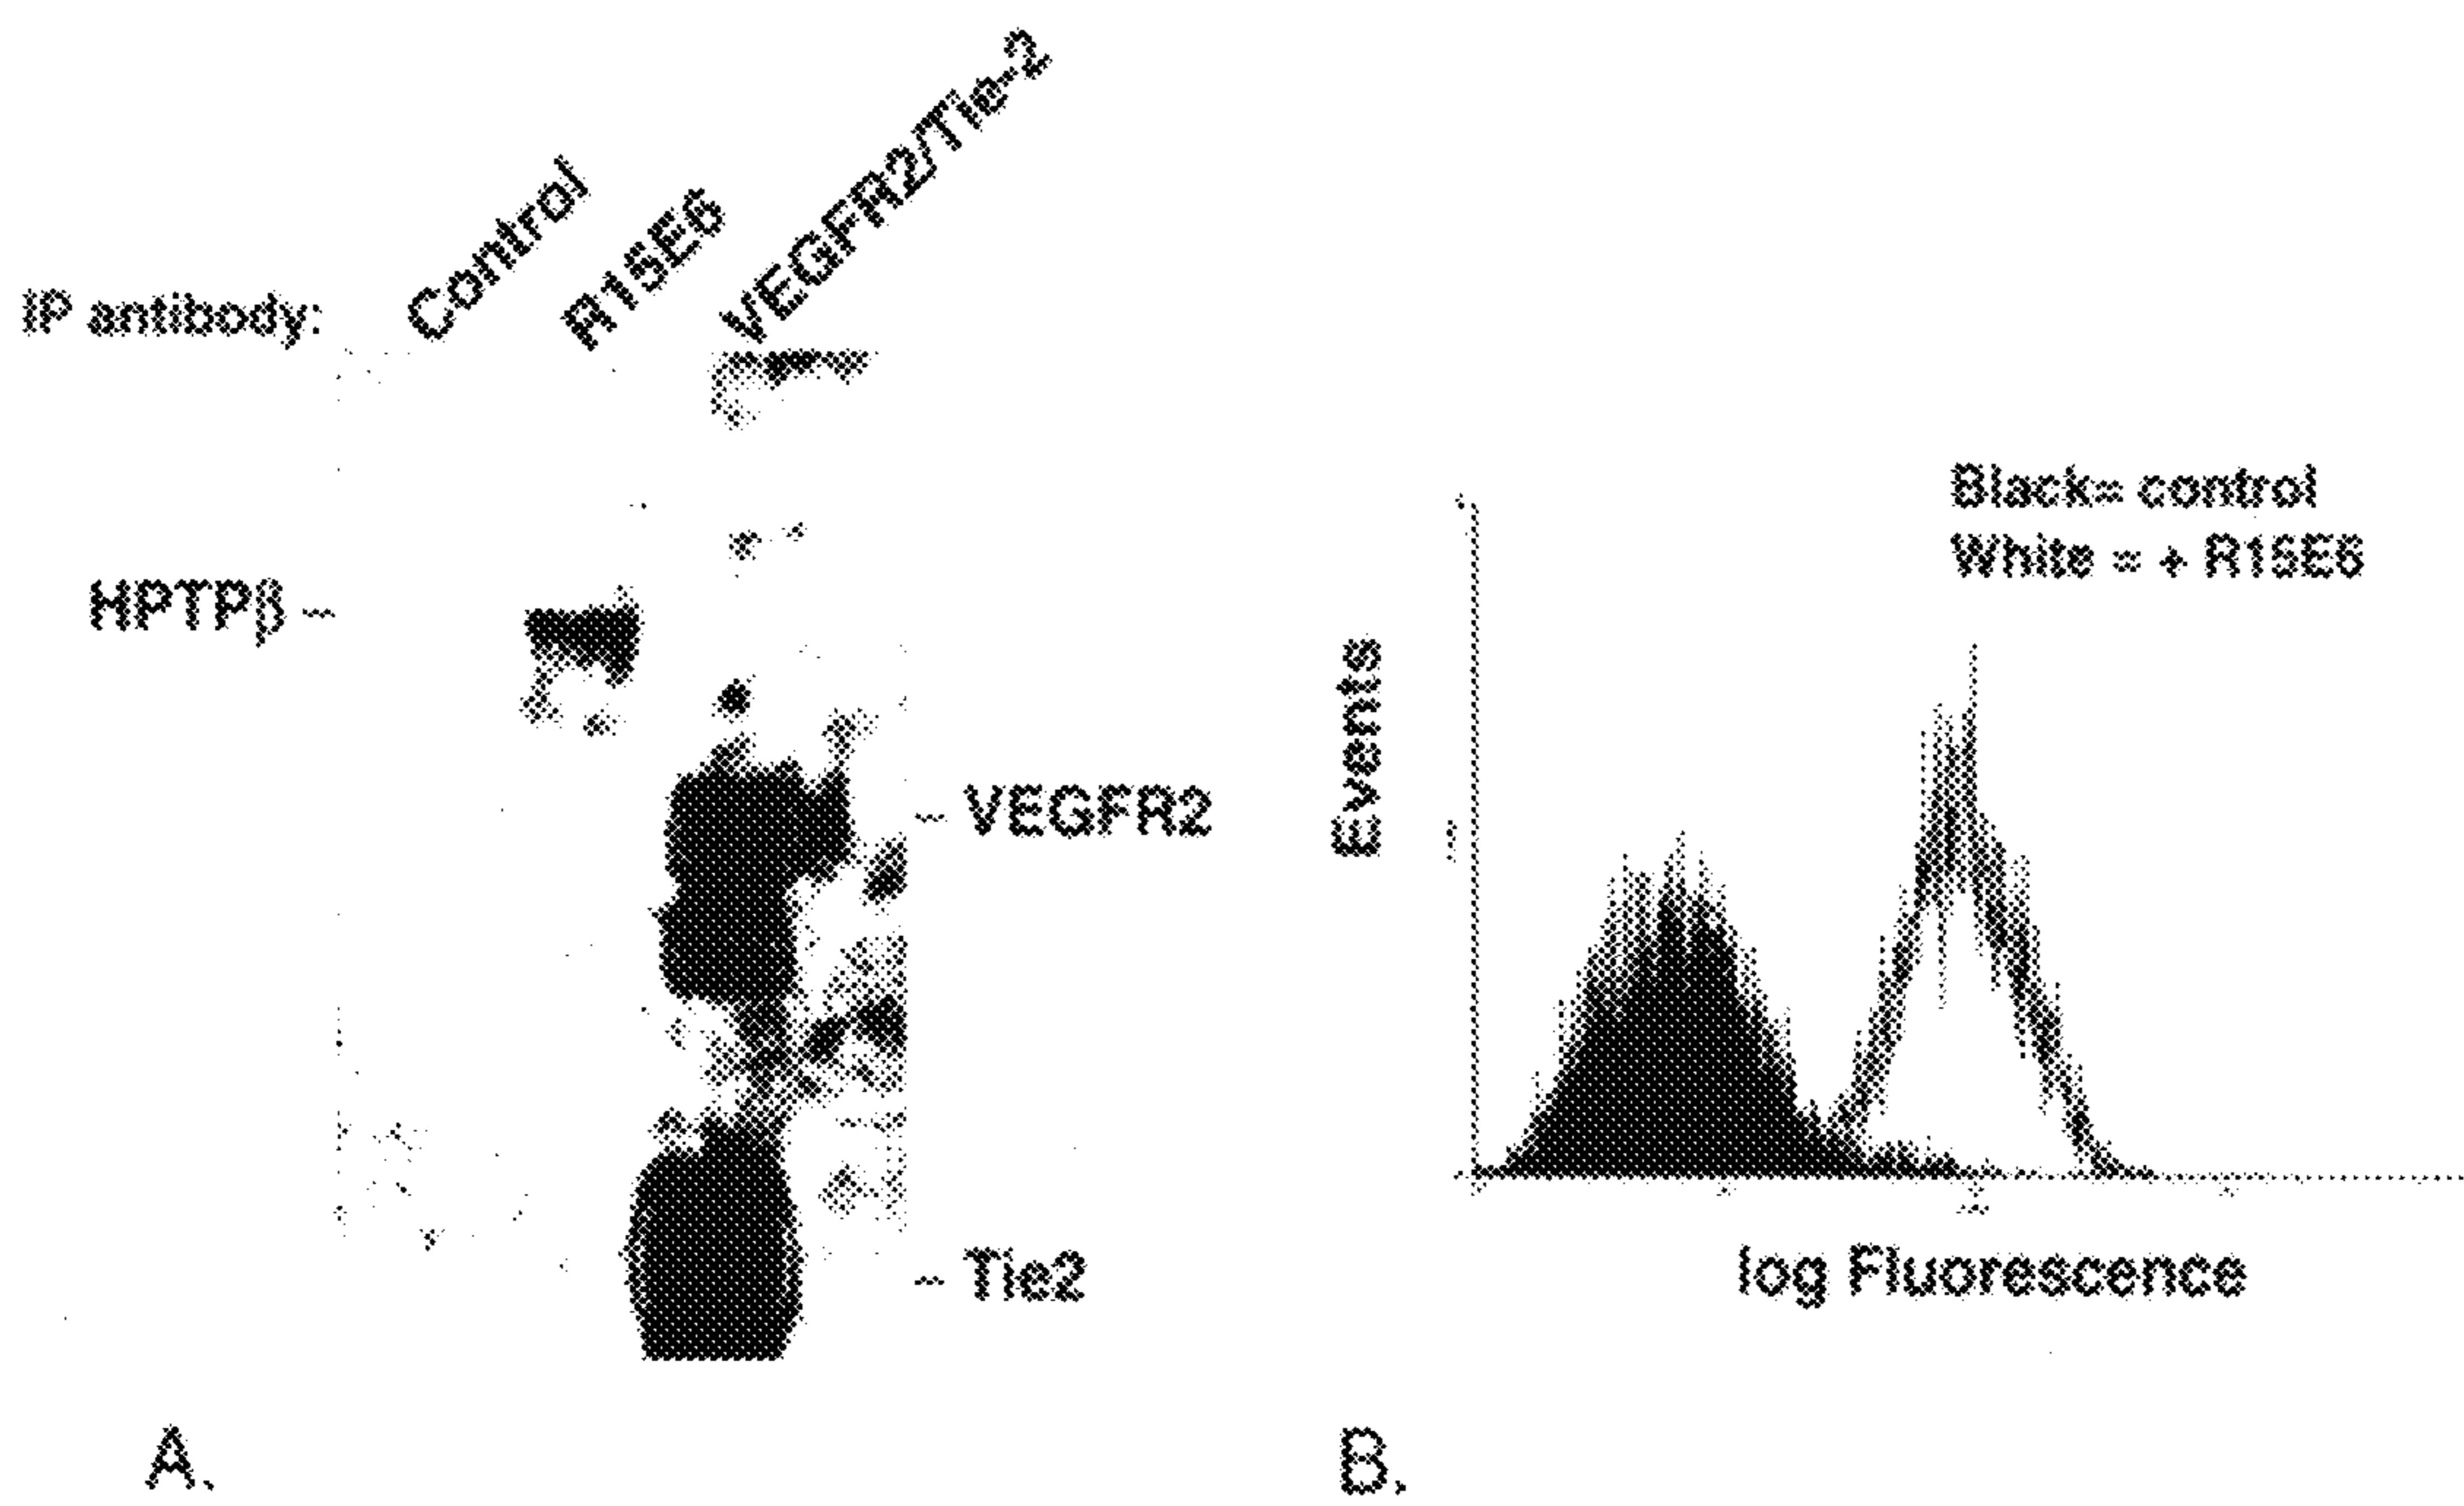 IP antibody:
Control
R15E6
VEGFR2/Tie-2
HPTPβ –
– VEGFR2
– Tie2
A.
Black= control
White = + R15E6
Events
log Fluorescence
B.